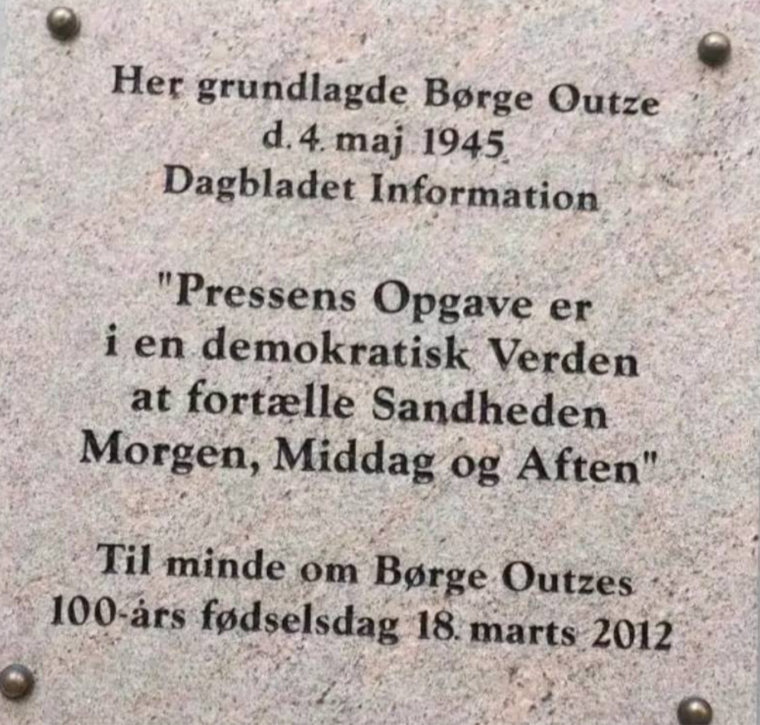 Her grundlagde Børge Outze
d. 4. maj 1945
Dagbladet Information
"Pressens Opgave er
i en demokratisk Verden
at fortælle Sandheden
Morgen, Middag og Aften"
Til minde om Børge Outzes
100-års fødselsdag 18. marts 2012